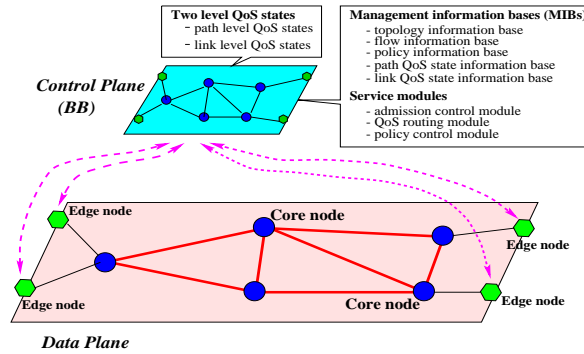 Two level QoS states
- path level QoS states
- link level QoS states
Management information bases (MIBs)
- topology information base
- flow information base
- policy information base
- path QoS state information base
- link QoS state information base
Service modules
- admission control module
- QoS routing module
- policy control module
Control Plane
(BB)
Edge node
Core node
Edge node
Edge node
Core node
Edge node
Data Plane